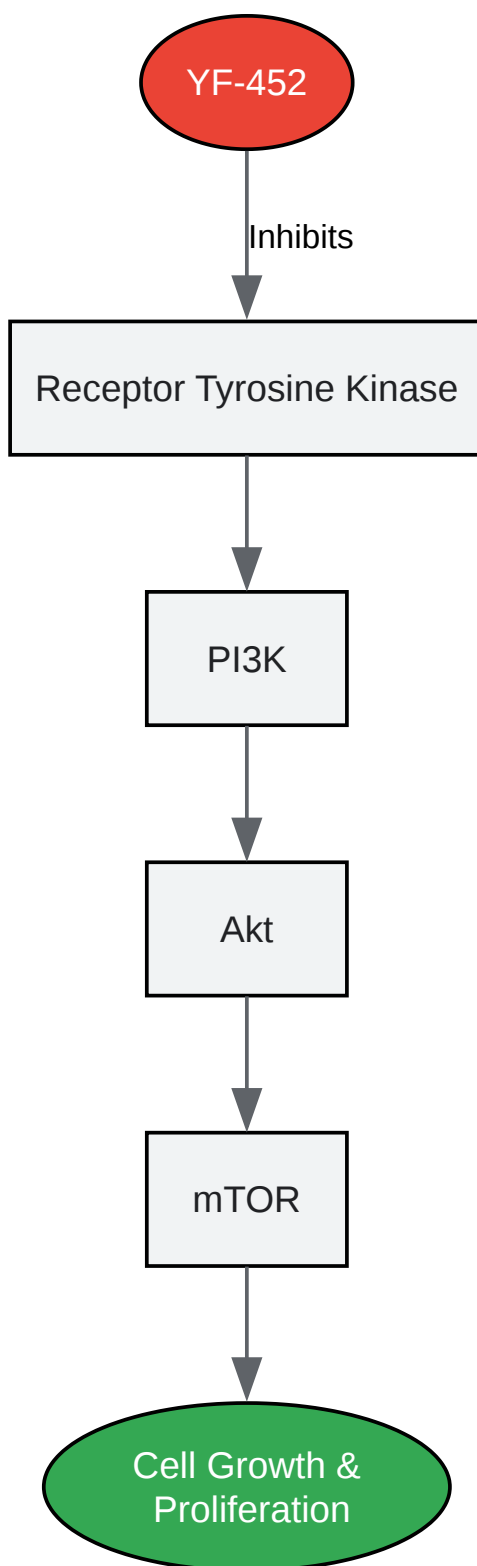 YF-452
Inhibits
Receptor Tyrosine Kinase
PI3K
Akt
mTOR
Cell Growth &
Proliferation